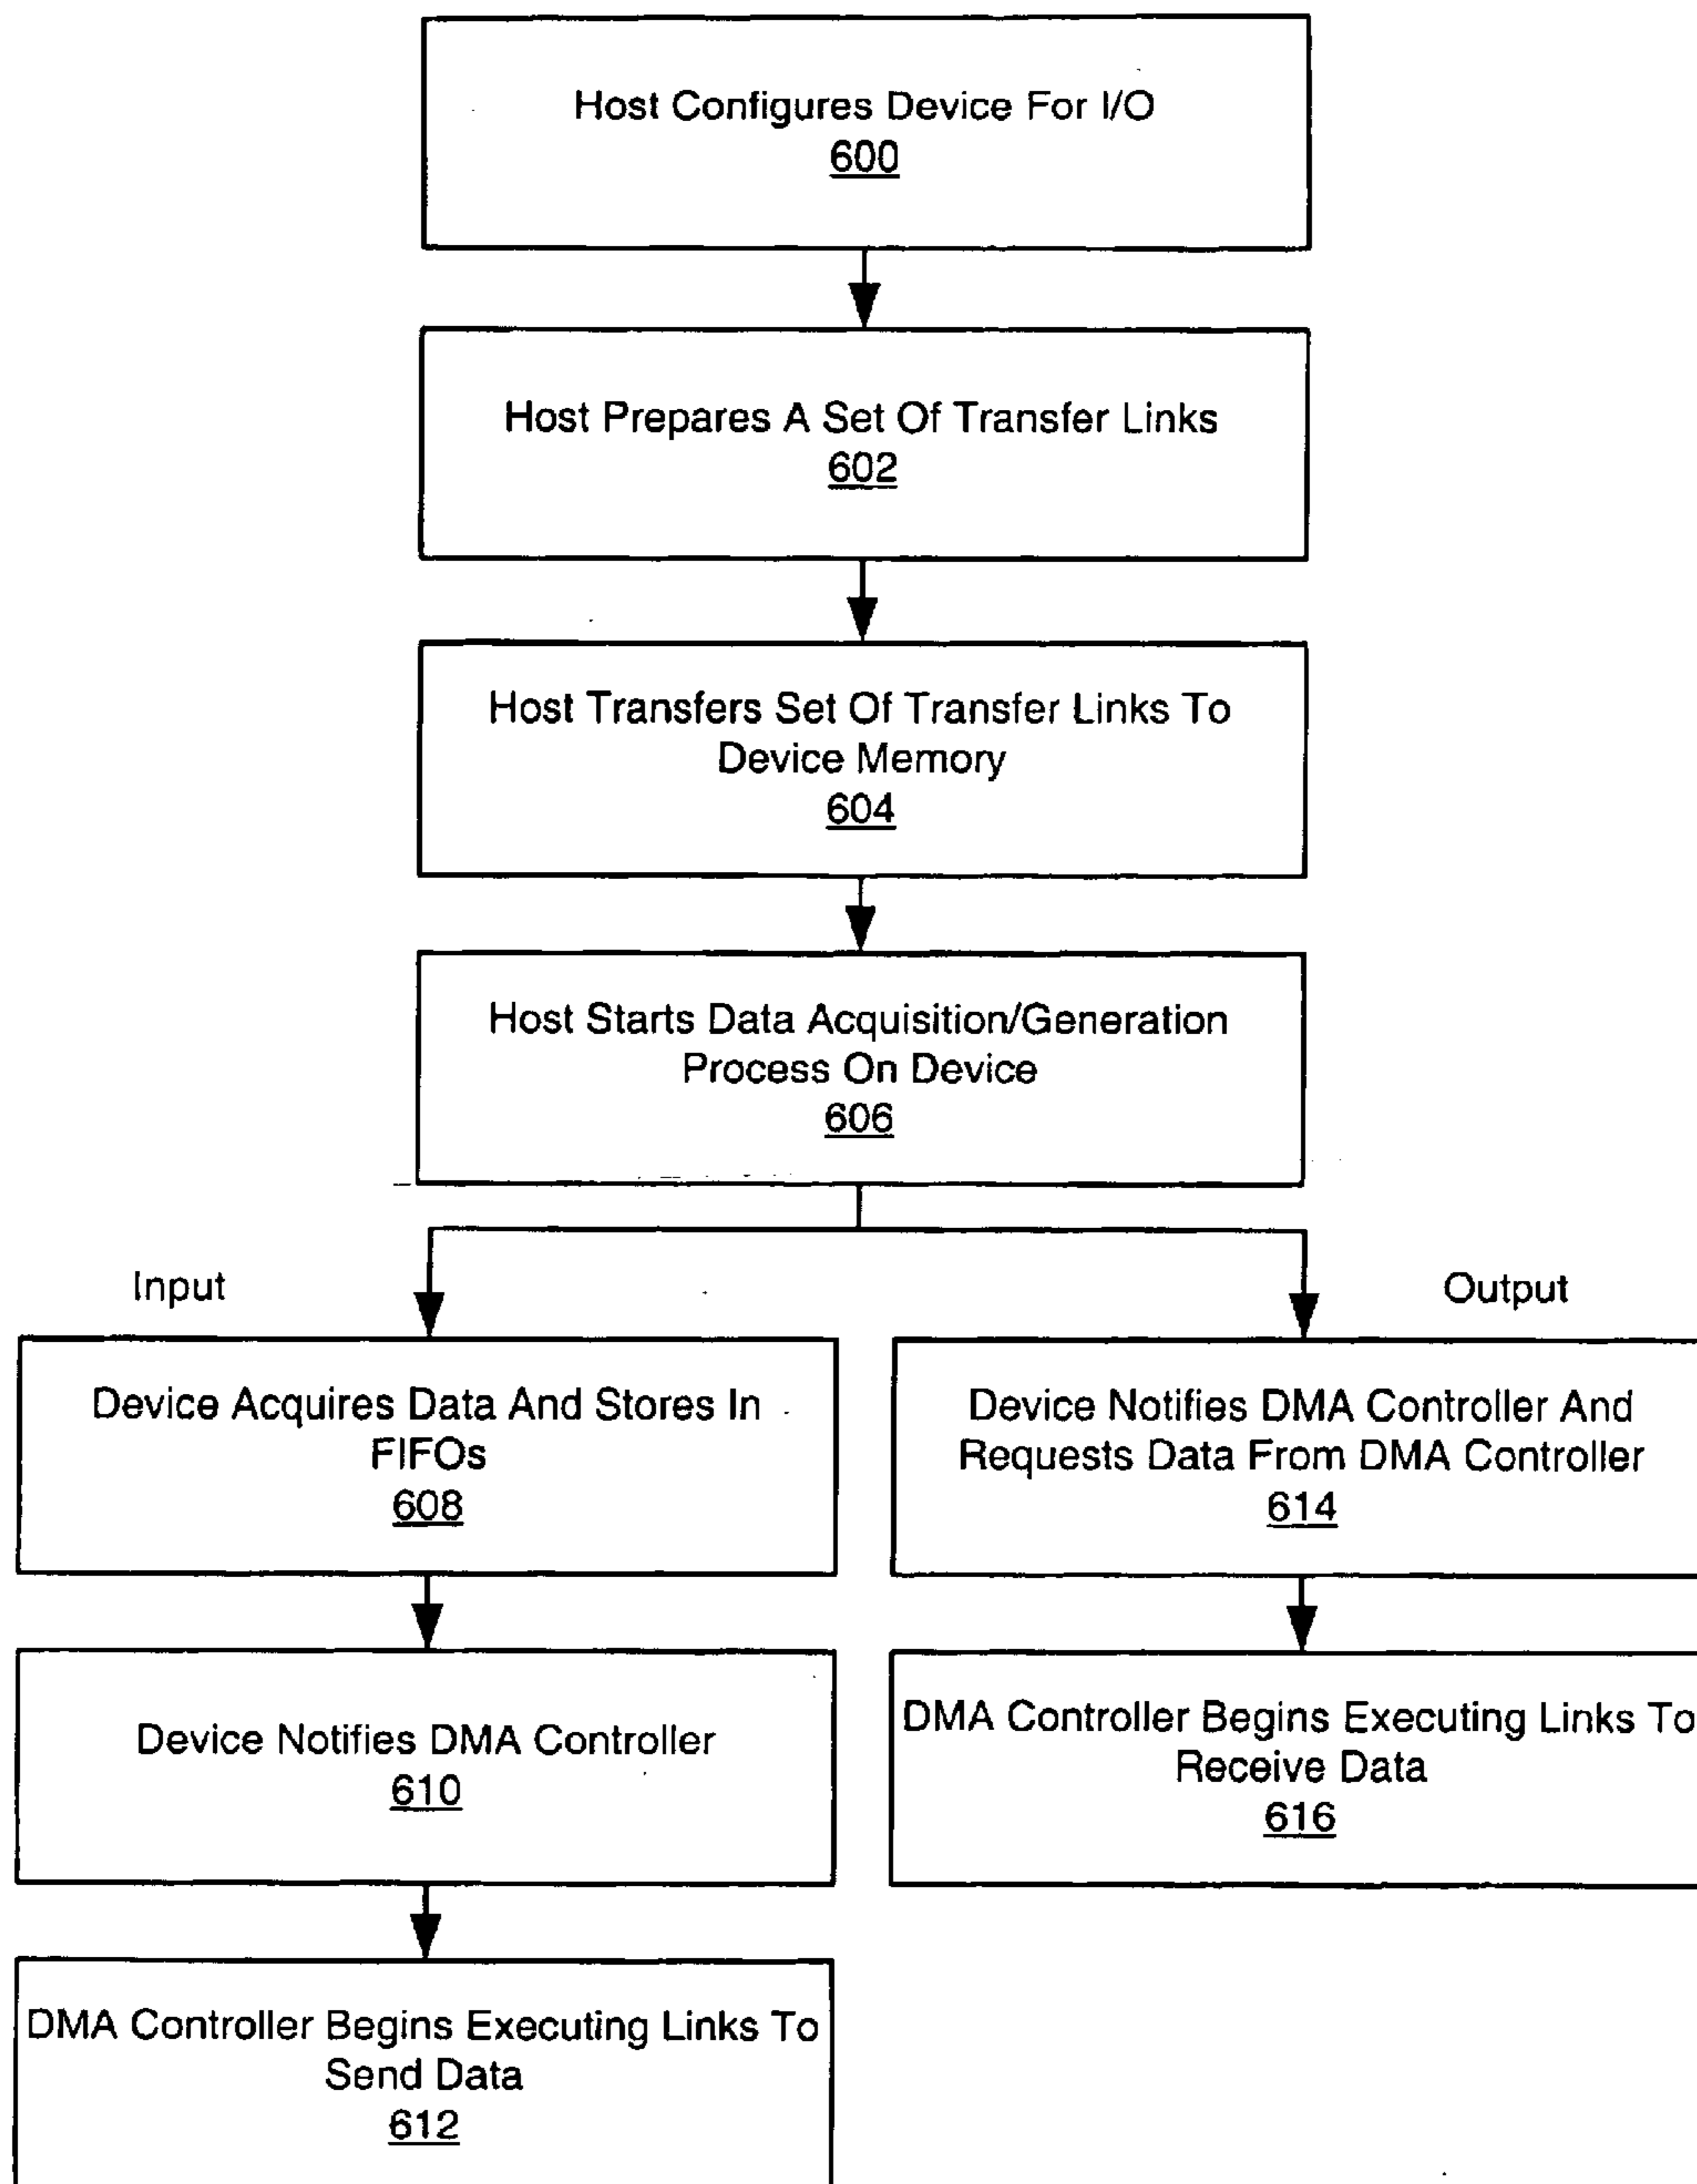 Host Configures Device For I/O
600
Host Prepares A Set Of Transfer Links
602
Host Transfers Set Of Transfer Links To
Device Memory
604
Host Starts Data Acquisition/Generation
Process On Device
606
Input
Output
Device Acquires Data And Stores In
FIFOs
608
Device Notifies DMA Controller And
Requests Data From DMA Controller
614
Device Notifies DMA Controller
610
DMA Controller Begins Executing Links To
Receive Data
616
DMA Controller Begins Executing Links To
Send Data
612